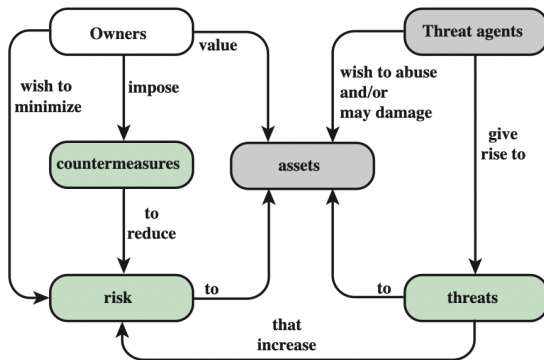 Owners
value
Threat agents
wish to
minimize
impose
wish to abuse
and/or
may damage
give
rise to
countermeasures
assets
to
reduce
risk
to
to
threats
that
increase